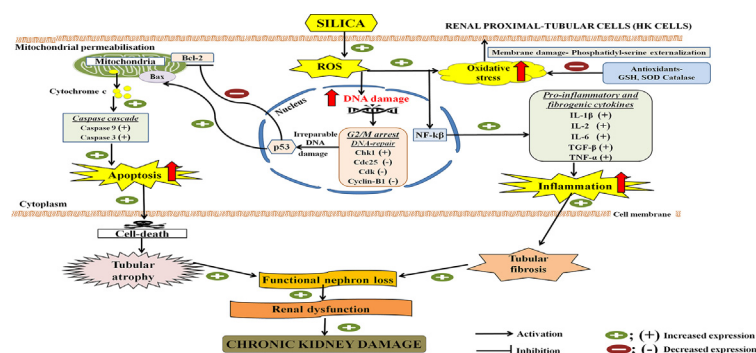 SILICA
RENAL PROXIMAL-TUBULAR CELLS (HK CELLS)
Mitochondrial permeabilisation
Bcl-2
Mitochondria
Bax
ROS
Membrane damage- Phosphatidyl-serine externalization
Oxidative
stress
Antioxidants-
GSH, SOD Catalase
Cytochrome c
Nucleus
DNA damage
Pro-inflammatory and
fibrogenic cytokines
IL-1β (+)
IL-2 (+)
IL-6 (+)
TGF-β (+)
TNF-α (+)
Caspase cascade
Caspase 9 (+)
Caspase 3 (+)
p53
Irreparable
DNA
damage
G2/M arrest
DNA-repair
Chk1 (+)
Cdc25 (-)
Cdk (-)
Cyclin-B1 (-)
NF-kβ
Apoptosis
Inflammation
Cytoplasm
Cell membrane
Cell-death
Tubular
atrophy
Functional nephron loss
Tubular
fibrosis
Renal dysfunction
CHRONIC KIDNEY DAMAGE
Activation
Inhibition
; (+) Increased expression
; (-) Decreased expression